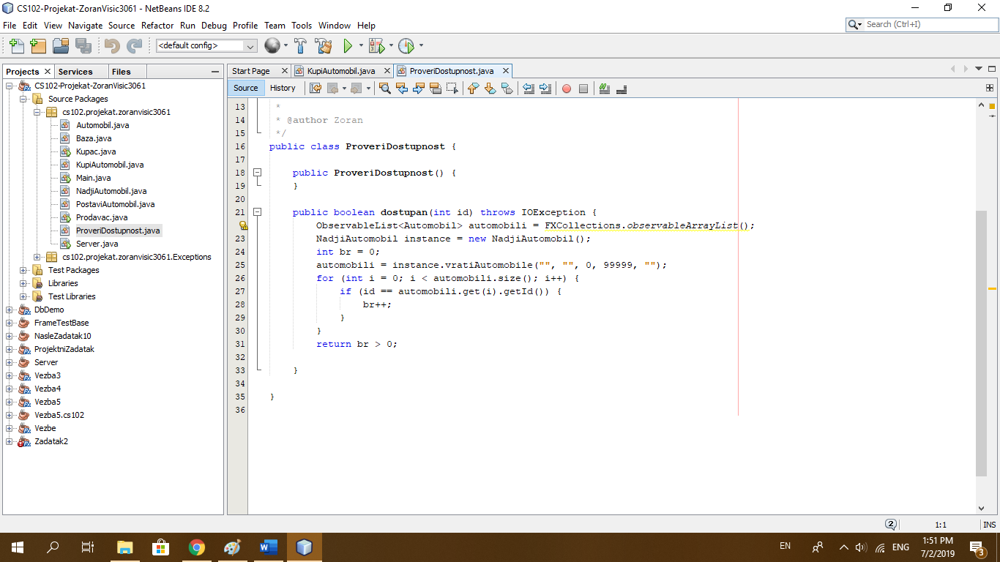 CS102-Projekat-ZoranVisic3061 - NetBeans IDE 8.2
File Edit View Navigate Source Refactor Run Debug Profile Team Tools Window Help
Search (Ctrl+I)
<default config>
Projects Services Files
Start Page KupiAutomobil.java ProveriDostupnost.java
Source History
CS102-Projekat-ZoranVisic3061
Source Packages
cs102.projekat.zoranvisic3061
Automobil.java
Baza.java
Kupac.java
KupiAutomobil.java
Main.java
NadjiAutomobil.java
PostaviAutomobil.java
Prodavac.java
ProveriDostupnost.java
Server.java
cs102.projekat.zoranvisic3061.Exceptions
Test Packages
Libraries
Test Libraries
DbDemo
FrameTestBase
NasleZadatak10
ProjektniZadatak
Server
Vezba3
Vezba4
Vezba5
Vezba5.cs102
Vezbe
Zadatak2
13 *
14 * @author Zoran
15 */
16 public class ProveriDostupnost {
17
18 public ProveriDostupnost() {
19 }
20
21 public boolean dostupan(int id) throws IOException {
ObservableList<Automobil> automobili = FXCollections.observableArrayList();
23 NadjiAutomobil instance = new NadjiAutomobil();
24 int br = 0;
25 automobili = instance.vratiAutomobile("", "", 0, 99999, "");
26 for (int i = 0; i < automobili.size(); i++) {
27 if (id == automobili.get(i).getId()) {
28 br++;
29 }
30 }
31 return br > 0;
32
33 }
34
35 }
36
2 1:1 INS
EN ENG 1:51 PM
7/2/2019 3